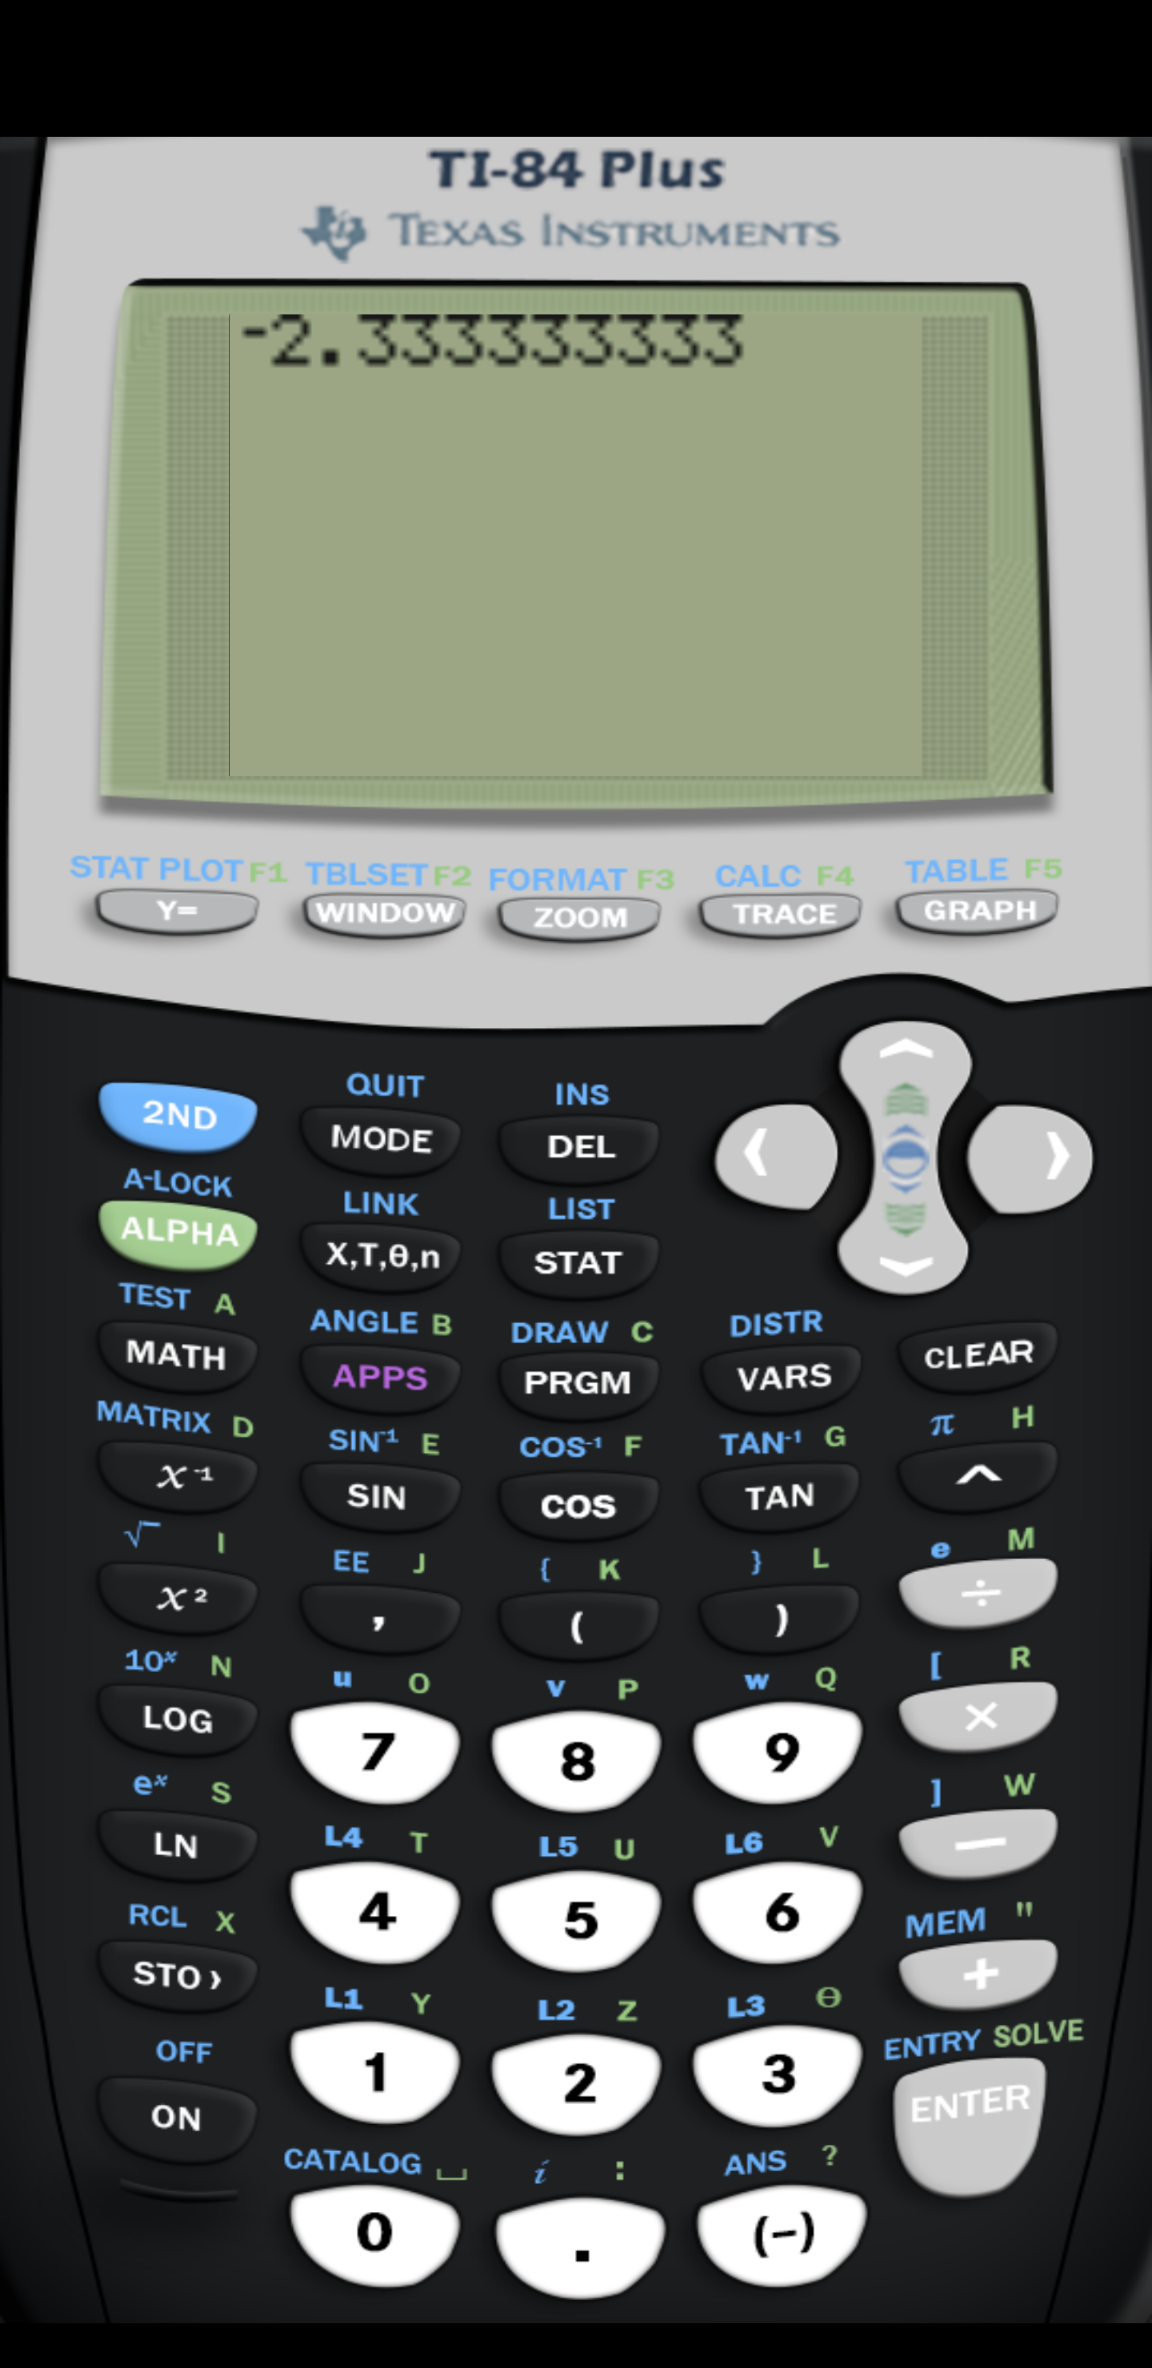 TI-84 Plus
TEXAS INSTRUMENTS
-2.333333333
STAT PLOT F1 TBLSET F2 FORMAT F3 CALC F4 TABLE F5
Y= WINDOW ZOOM TRACE GRAPH
QUIT INS
2ND MODE DEL
A-LOCK LINK LIST
ALPHA X,T,θ,n STAT
TEST A ANGLE B DRAW C DISTR
MATH APPS PRGM VARS CLEAR
MATRIX D SIN⁻¹ E COS⁻¹ F TAN⁻¹ G π H
x⁻¹ SIN COS TAN ^
√‾ I EE J { K } L e M
x² , ( ) ÷
10ˣ N u O v P w Q [ R
LOG 7 8 9 ×
eˣ S L4 T L5 U L6 V ] W
LN 4 5 6 —
RCL X L1 Y L2 Z L3 Θ MEM "
STO › 1 2 3 +
OFF ENTRY SOLVE
ON ENTER
CATALOG ⎵ i : ANS ?
0 . (–)